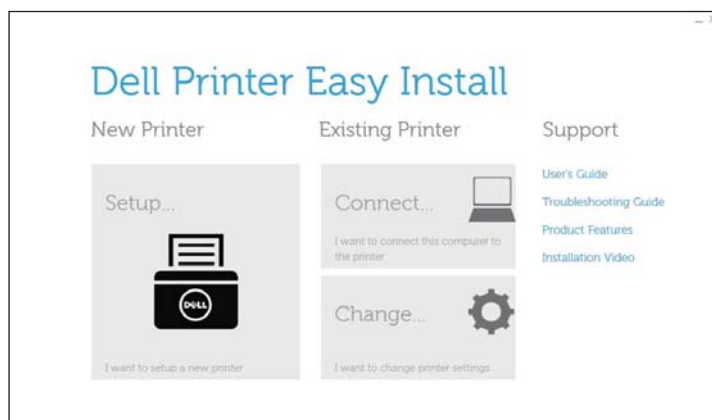 Dell Printer Easy Install
New Printer
Setup...
DELL
I want to setup a new printer
Existing Printer
Connect...
I want to connect this computer to
the printer
Change...
I want to change printer settings
Support
User's Guide
Troubleshooting Guide
Product Features
Installation Video